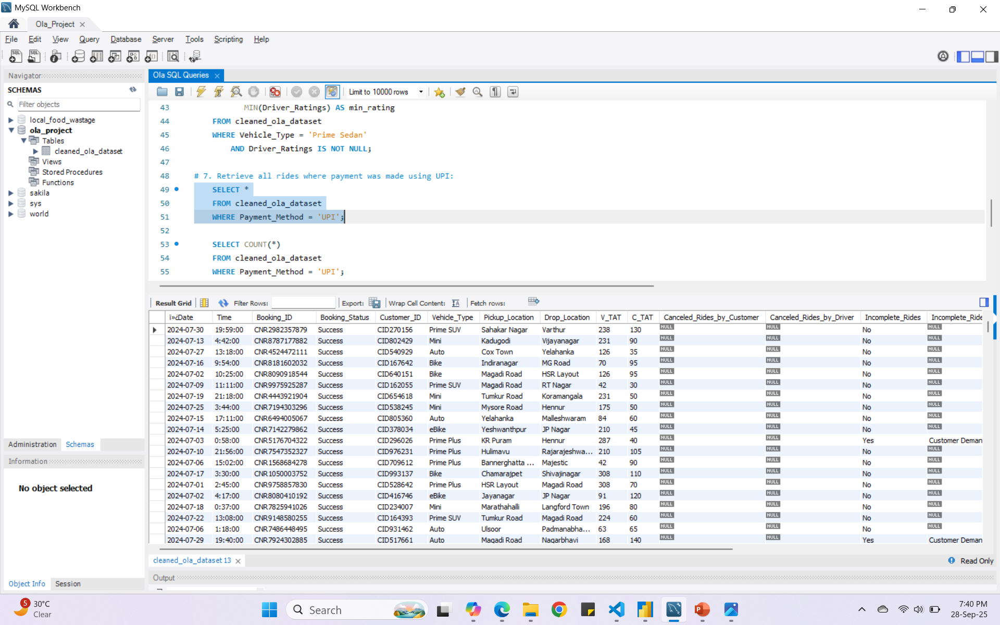 MySQL Workbench
Ola_Project
File Edit View Query Database Server Tools Scripting Help
Navigator
SCHEMAS
Filter objects
local_food_wastage
ola_project
Tables
cleaned_ola_dataset
Views
Stored Procedures
Functions
sakila
sys
world
Administration Schemas
Information
No object selected
Object Info Session
Ola SQL Queries
Limit to 10000 rows
43 MIN(Driver_Ratings) AS min_rating
44 FROM cleaned_ola_dataset
45 WHERE Vehicle_Type = 'Prime Sedan'
46 AND Driver_Ratings IS NOT NULL;
47
48 # 7. Retrieve all rides where payment was made using UPI:
49 SELECT *
50 FROM cleaned_ola_dataset
51 WHERE Payment_Method = 'UPI';
52
53 SELECT COUNT(*)
54 FROM cleaned_ola_dataset
55 WHERE Payment_Method = 'UPI';
Result Grid Filter Rows: Export: Wrap Cell Content: Fetch rows:
ï»¿Date Time Booking_ID Booking_Status Customer_ID Vehicle_Type Pickup_Location Drop_Location V_TAT C_TAT Canceled_Rides_by_Customer Canceled_Rides_by_Driver Incomplete_Rides Incomplete_Ride
2024-07-30 19:59:00 CNR2982357879 Success CID270156 Prime SUV Sahakar Nagar Varthur 238 130 NULL NULL No NULL
2024-07-13 4:42:00 CNR8787177882 Success CID802429 Mini Kadugodi Vijayanagar 231 90 NULL NULL No NULL
2024-07-27 13:18:00 CNR4524472111 Success CID540929 Auto Cox Town Yelahanka 126 35 NULL NULL No NULL
2024-07-16 9:54:00 CNR8181602032 Success CID167642 Bike Indiranagar MG Road 70 95 NULL NULL No NULL
2024-07-02 10:25:00 CNR8090918544 Success CID640151 Bike Magadi Road HSR Layout 126 95 NULL NULL No NULL
2024-07-09 11:11:00 CNR9975925287 Success CID162055 Prime SUV Magadi Road RT Nagar 42 30 NULL NULL No NULL
2024-07-19 21:18:00 CNR4443921904 Success CID654618 Mini Tumkur Road Koramangala 231 50 NULL NULL No NULL
2024-07-25 3:44:00 CNR7194303296 Success CID538245 Mini Mysore Road Hennur 175 50 NULL NULL No NULL
2024-07-15 17:11:00 CNR6494005067 Success CID805360 Auto Yelahanka Malleshwaram 84 60 NULL NULL No NULL
2024-07-14 5:25:00 CNR7142279862 Success CID378034 eBike Yeshwanthpur JP Nagar 210 45 NULL NULL No NULL
2024-07-03 0:58:00 CNR5176704322 Success CID296026 Prime Plus KR Puram Hennur 287 40 NULL NULL Yes Customer Deman
2024-07-10 21:56:00 CNR7547352327 Success CID976231 Prime Plus Hulimavu Rajarajeshwa... 210 105 NULL NULL No NULL
2024-07-06 15:02:00 CNR1568684278 Success CID709612 Prime Plus Bannerghatta ... Majestic 42 90 NULL NULL No NULL
2024-07-17 3:30:00 CNR1050003752 Success CID993137 Bike Chamarajpet Shivajinagar 308 110 NULL NULL No NULL
2024-07-01 2:45:00 CNR9758857830 Success CID528642 Prime Plus HSR Layout Magadi Road 308 70 NULL NULL No NULL
2024-07-02 4:17:00 CNR8080410192 Success CID416746 eBike Jayanagar JP Nagar 91 120 NULL NULL No NULL
2024-07-18 0:37:00 CNR7825941026 Success CID234007 Mini Marathahalli Langford Town 196 80 NULL NULL No NULL
2024-07-22 13:08:00 CNR9148580255 Success CID164393 Prime SUV Tumkur Road Magadi Road 224 60 NULL NULL No NULL
2024-07-06 1:18:00 CNR7486448495 Success CID931462 Auto Ulsoor Padmanabha... 63 65 NULL NULL No NULL
2024-07-29 19:40:00 CNR7924302885 Success CID517661 Auto Magadi Road Nagarbhavi 168 140 NULL NULL Yes Customer Deman
cleaned_ola_dataset 13 Read Only
Output
5 30°C
Clear
Search
7:40 PM
28-Sep-25